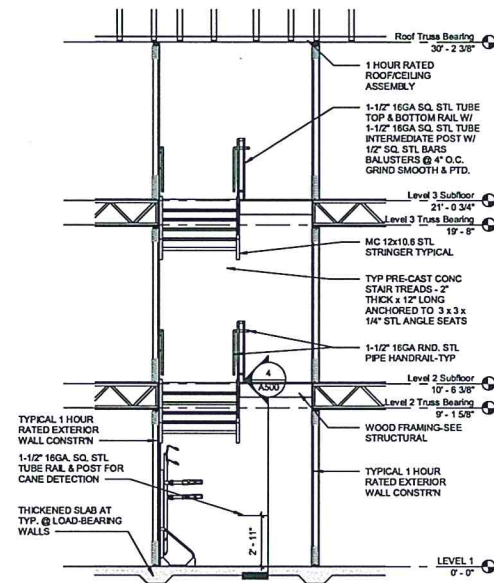 Roof Truss Bearing
30' - 2 3/8"
1 HOUR RATED
ROOF/CEILING
ASSEMBLY
1-1/2" 16GA SQ. STL TUBE
TOP & BOTTOM RAIL W/
1-1/2" 16GA SQ. STL TUBE
INTERMEDIATE POST W/
1/2" SQ. STL BARS
BALUSTERS @ 4" O.C.
GRIND SMOOTH & PTD.
Level 3 Subfloor
21' - 0 3/4"
Level 3 Truss Bearing
19' - 8"
MC 12x10.6 STL
STRINGER TYPICAL
TYP PRE-CAST CONC
STAIR TREADS - 2"
THICK x 12" LONG
ANCHORED TO 3 x 3 x
1/4" STL ANGLE SEATS
1-1/2" 16GA RND. STL
PIPE HANDRAIL-TYP
4
A500
Level 2 Subfloor
10' - 6 3/8"
Level 2 Truss Bearing
9' - 1 5/8"
WOOD FRAMING-SEE
STRUCTURAL
TYPICAL 1 HOUR
RATED EXTERIOR
WALL CONSTR'N
1-1/2" 16GA. SQ. STL
TUBE RAIL & POST FOR
CANE DETECTION
THICKENED SLAB AT
TYP. @ LOAD-BEARING
WALLS
TYPICAL 1 HOUR
RATED EXTERIOR
WALL CONSTR'N
2' - 11"
LEVEL 1
0' - 0"